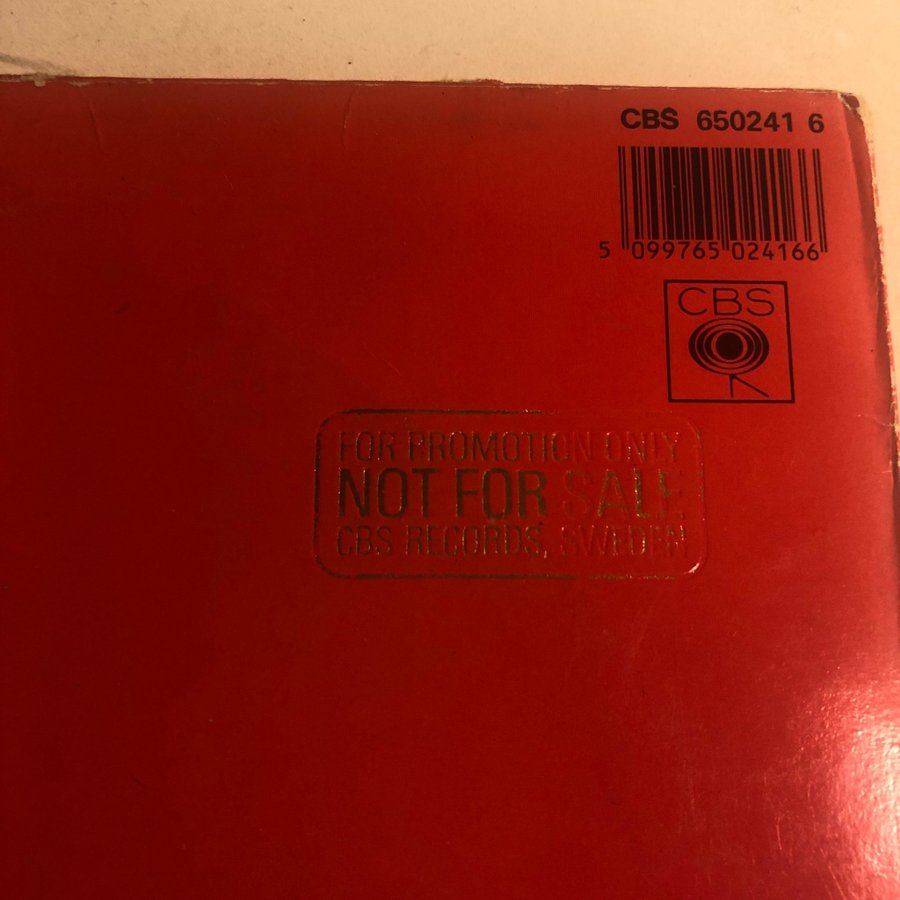 CBS 650241 6
5 099765 024166
CBS
FOR PROMOTION ONLY
NOT FOR SALE
CBS RECORDS, SWEDEN